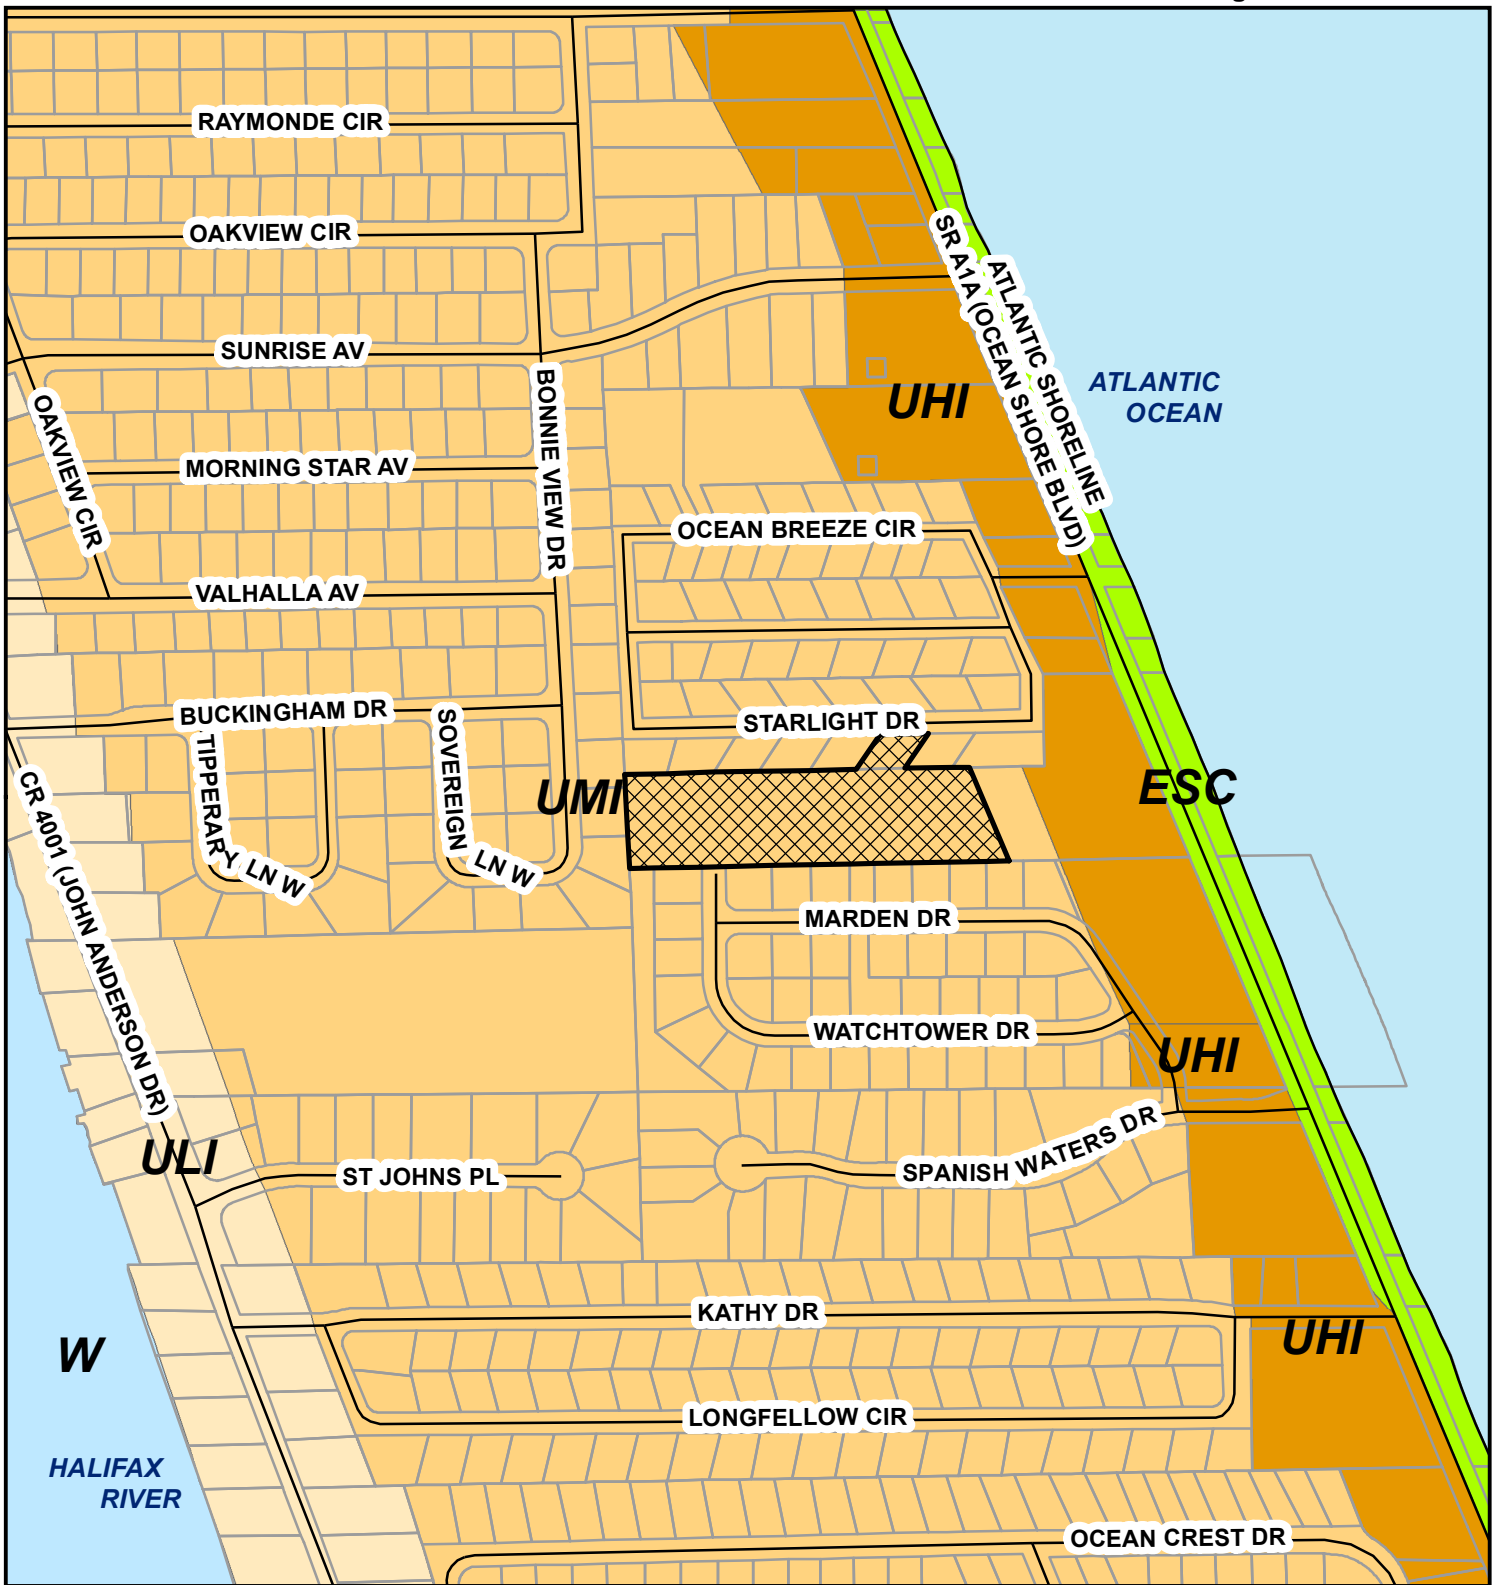 RAYMONDE CIR
OAKVIEW CIR
SR A1A (OCEAN SHORE BLVD)
ATLANTIC SHORELINE
SUNRISE AV
ATLANTIC
OCEAN
UHI
BONNIE VIEW DR
OAKVIEW CIR
MORNING STAR AV
OCEAN BREEZE CIR
VALHALLA AV
BUCKINGHAM DR
STARLIGHT DR
TIPPERARY LN W
SOVEREIGN LN W
UMI
ESC
CR 4001 (JOHN ANDERSON DR)
MARDEN DR
WATCHTOWER DR
UHI
ULI
ST JOHNS PL
SPANISH WATERS DR
KATHY DR
UHI
W
LONGFELLOW CIR
HALIFAX
RIVER
OCEAN CREST DR